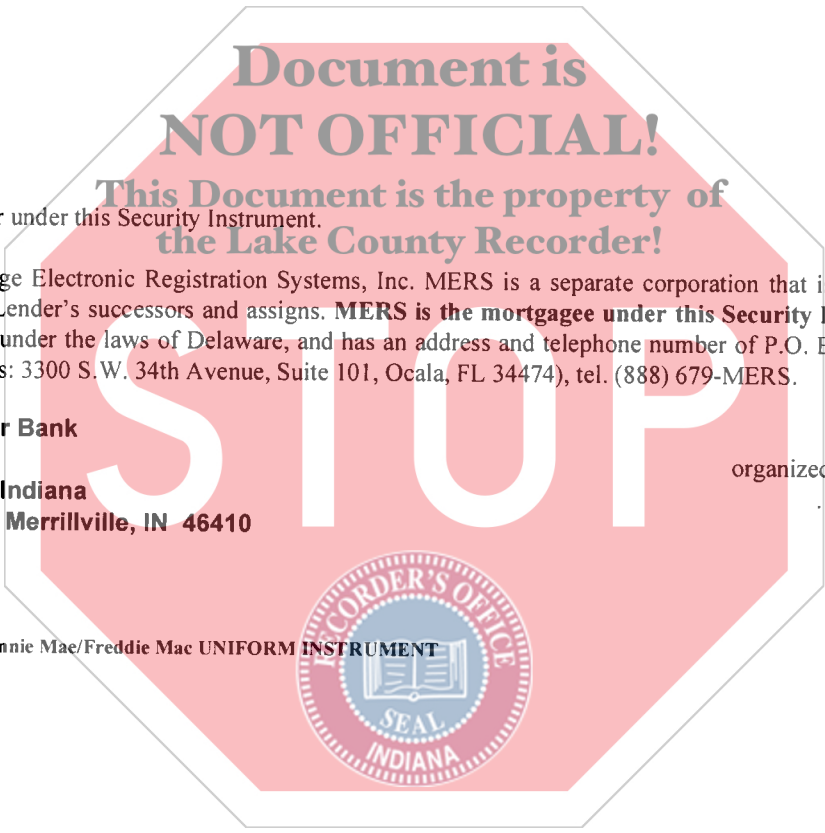 Document is
NOT OFFICIAL!
This Document is the property of
r under this Security Instrument.
the Lake County Recorder!
ge Electronic Registration Systems, Inc. MERS is a separate corporation that i
Lender's successors and assigns. MERS is the mortgagee under this Security I
under the laws of Delaware, and has an address and telephone number of P.O. B
s: 3300 S.W. 34th Avenue, Suite 101, Ocala, FL 34474), tel. (888) 679-MERS.
STOP
r Bank
organized
Indiana
Merrillville, IN 46410
nnie Mae/Freddie Mac UNIFORM INSTRUMENT
RECORDER'S OFFICE
SEAL
INDIANA